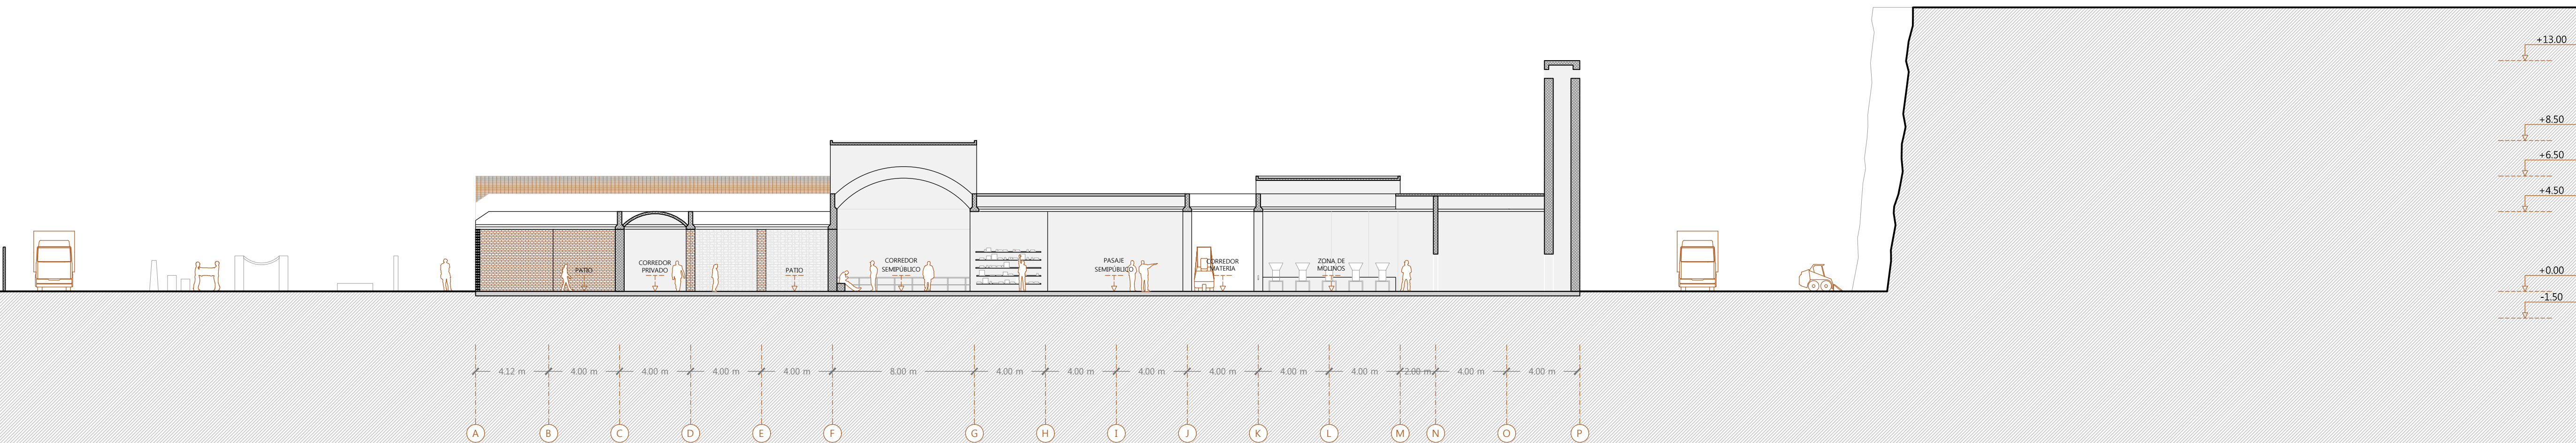 +13.00
+8.50
+6.50
+4.50
+0.00
-1.50
PATIO
CORREDOR
PRIVADO
PATIO
CORREDOR
SEMIPÚBLICO
PASAJE
SEMIPÚBLICO
CORREDOR
MATERIA
ZONA DE
MOLINOS
4.12 m 4.00 m 4.00 m 4.00 m 4.00 m 8.00 m 4.00 m 4.00 m 4.00 m 4.00 m 4.00 m 4.00 m 2.00 m 4.00 m 4.00 m
A B C D E F G H I J K L M N O P